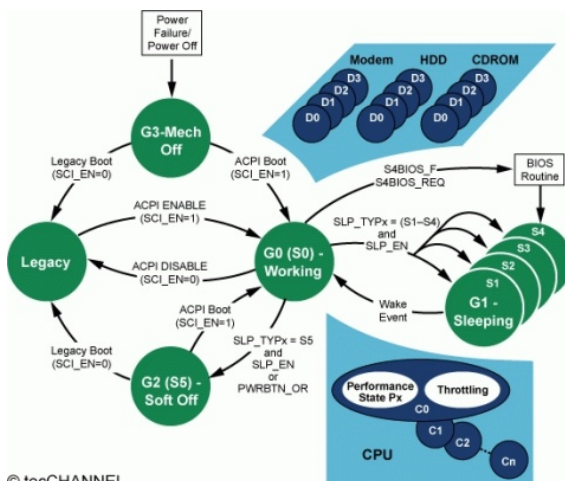 Power
Failure/
Power Off
Modem HDD CDROM
D3 D3 D3
D2 D2 D2
D1 D1 D1
D0 D0 D0
G3-Mech
Off
Legacy Boot
(SCI_EN=0)
ACPI Boot
(SCI_EN=1)
S4BIOS_F
S4BIOS_REQ
BIOS
Routine
ACPI ENABLE
(SCI_EN=1)
SLP_TYPx = (S1–S4)
and
SLP_EN
S4
S3
S2
S1
Legacy
G0 (S0) -
Working
G1 -
Sleeping
ACPI DISABLE
(SCI_EN=0)
Wake
Event
ACPI Boot
(SCI_EN=1)
SLP_TYPx = S5
and
SLP_EN
or
PWRBTN_OR
Legacy Boot
(SCI_EN=0)
G2 (S5) -
Soft Off
Performance
State Px
Throttling
C0
C1
C2
Cn
CPU
© tecCHANNEL